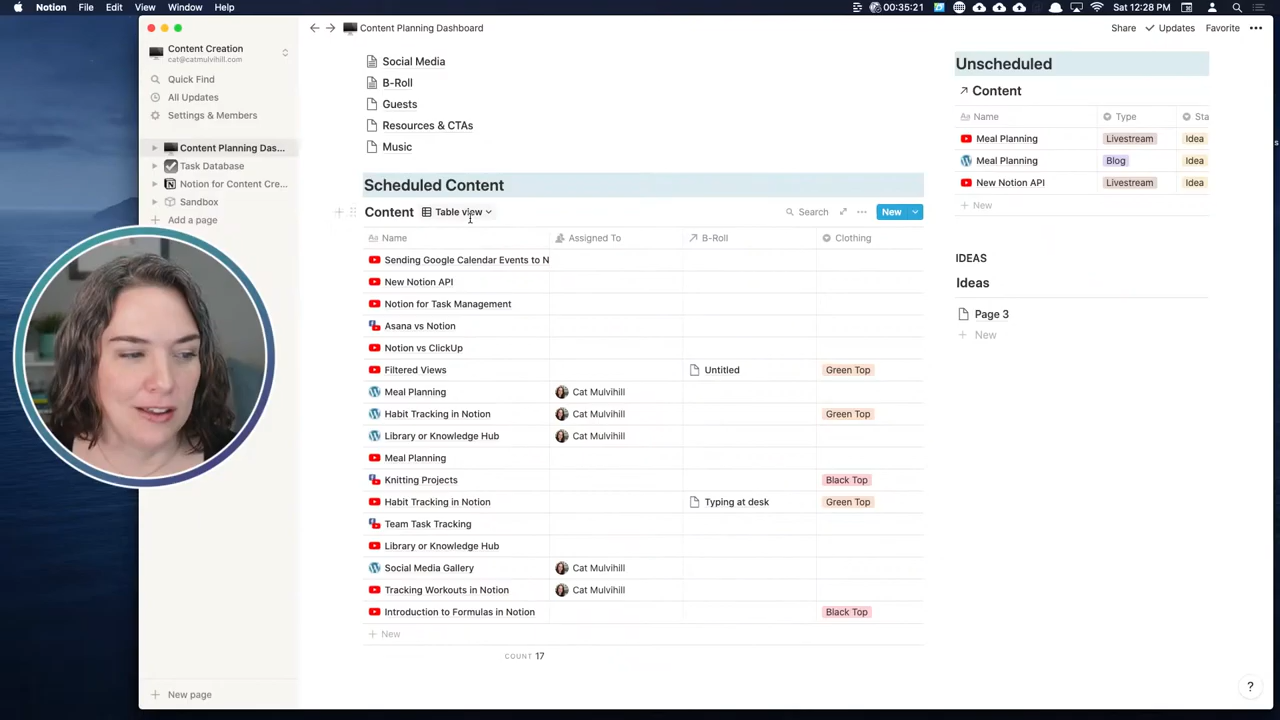 Notion File Edit View Window Help
00:35:21
Sat 12:28 PM
Content Creation
cat@catmulvihill.com
Quick Find
All Updates
Settings & Members
Content Planning Das...
Task Database
Notion for Content Cre...
Sandbox
Add a page
New page
Content Planning Dashboard
Share Updates Favorite
Social Media
B-Roll
Guests
Resources & CTAs
Music
Scheduled Content
Content Table view
Search New
Name Assigned To B-Roll Clothing
Sending Google Calendar Events to N
New Notion API
Notion for Task Management
Asana vs Notion
Notion vs ClickUp
Filtered Views Untitled Green Top
Meal Planning Cat Mulvihill
Habit Tracking in Notion Cat Mulvihill Green Top
Library or Knowledge Hub Cat Mulvihill
Meal Planning
Knitting Projects Black Top
Habit Tracking in Notion Typing at desk Green Top
Team Task Tracking
Library or Knowledge Hub
Social Media Gallery Cat Mulvihill
Tracking Workouts in Notion Cat Mulvihill
Introduction to Formulas in Notion Black Top
New
COUNT 17
Unscheduled
Content
Name Type Sta
Meal Planning Livestream Idea
Meal Planning Blog Idea
New Notion API Livestream Idea
New
IDEAS
Ideas
Page 3
New
?